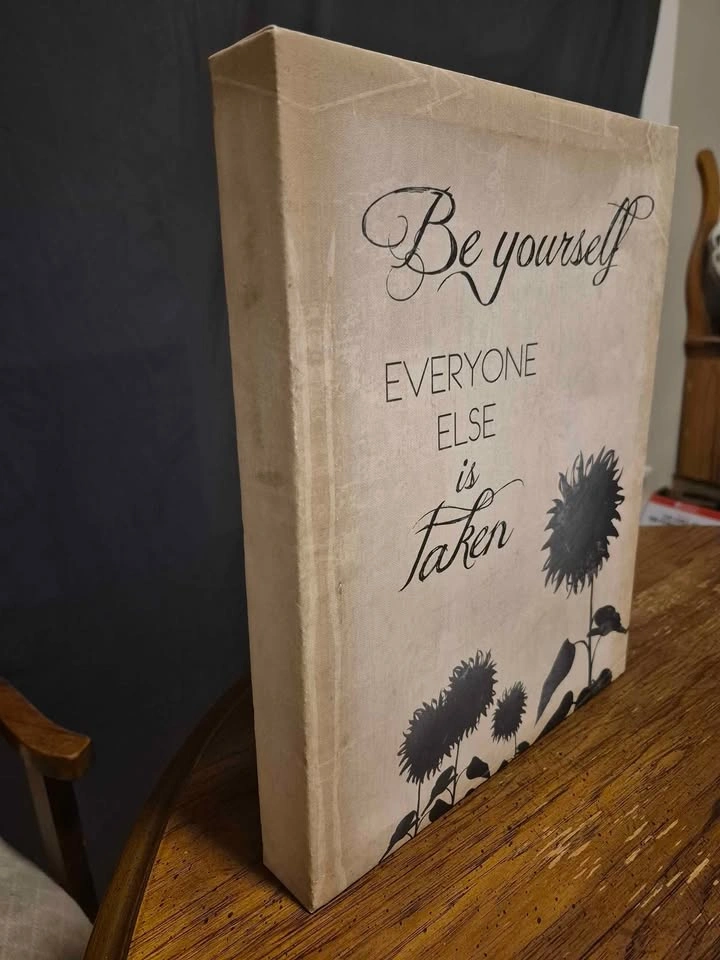 Be yourself
EVERYONE
ELSE
is
taken